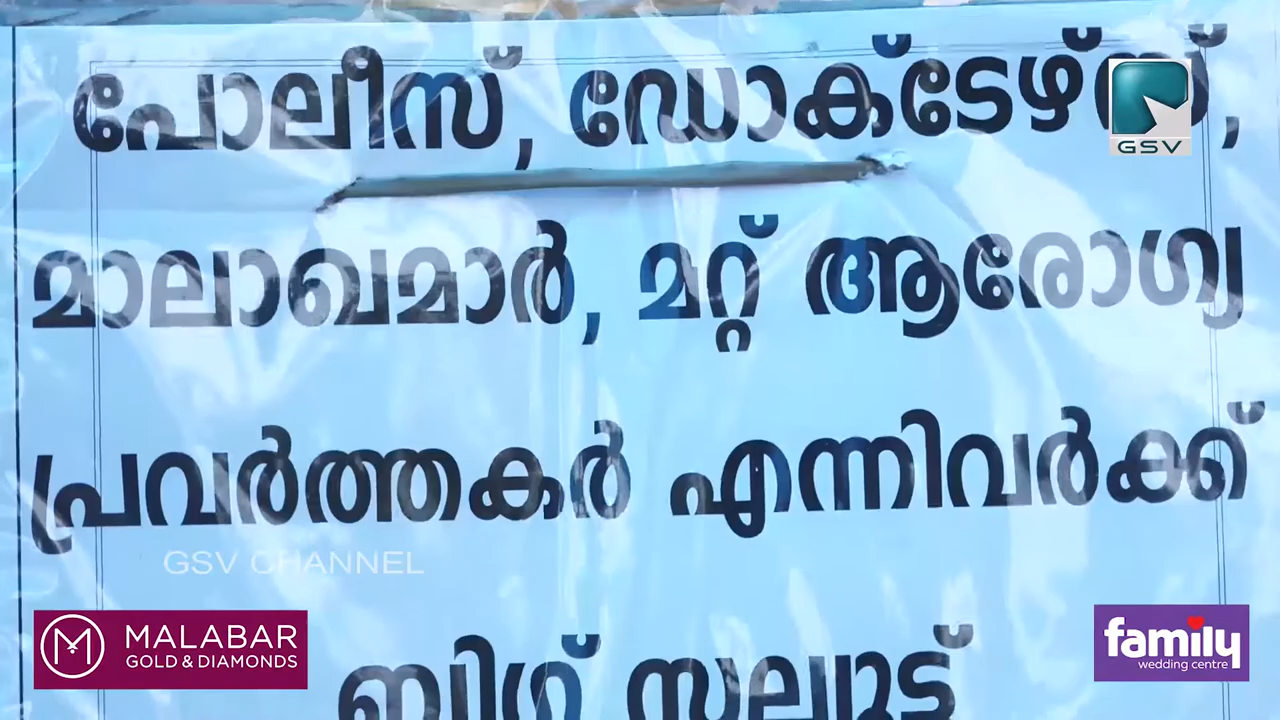 പോലീസ്, ഡോക്ടേഴ്സ്,
GSV
മാലാഖമാർ, മറ്റ് ആരോഗ്യ
പ്രവർത്തകർ എന്നിവർക്ക്
GSV CHANNEL
MALABAR
GOLD & DIAMONDS
family
wedding centre
ബിഗ് സല്യൂട്ട്